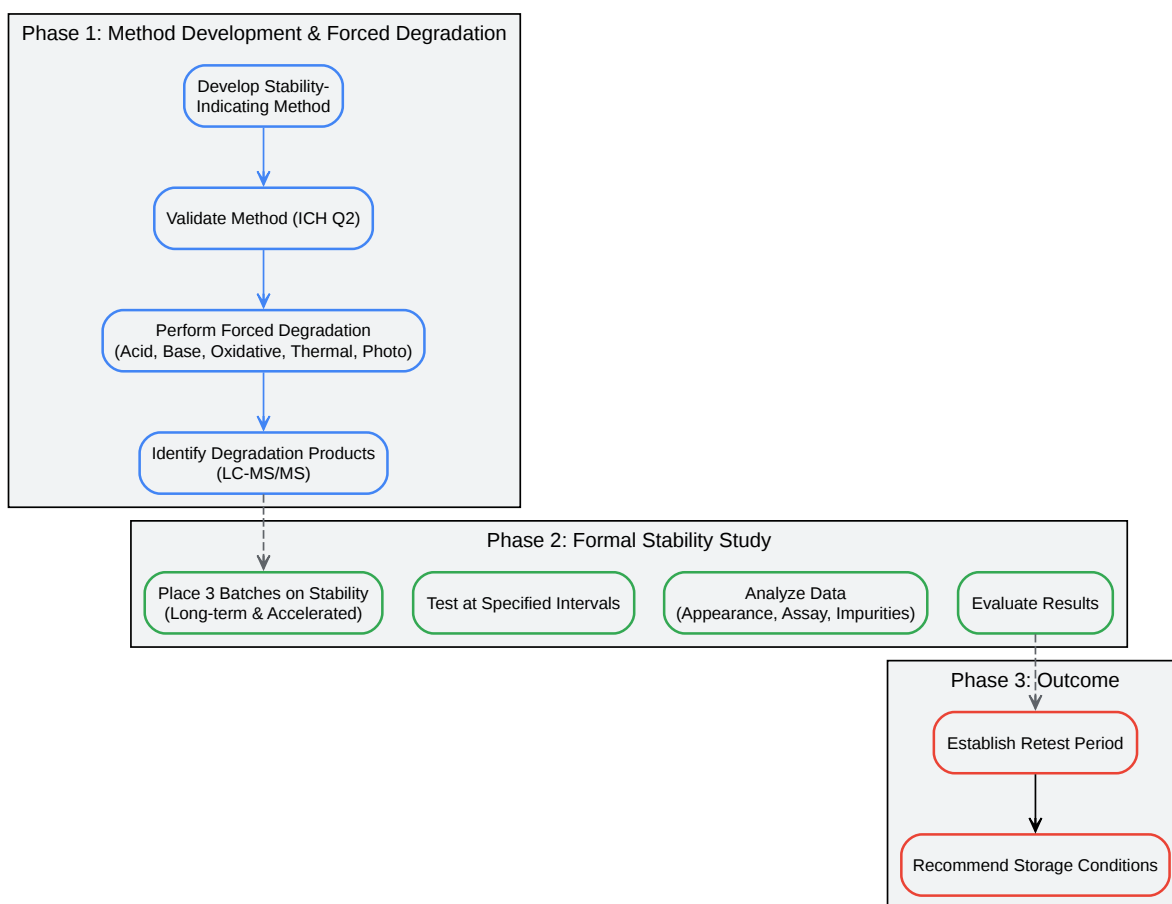 Phase 1: Method Development & Forced Degradation
Develop Stability-
Indicating Method
Validate Method (ICH Q2)
Perform Forced Degradation
(Acid, Base, Oxidative, Thermal, Photo)
Identify Degradation Products
(LC-MS/MS)
Phase 2: Formal Stability Study
Place 3 Batches on Stability
(Long-term & Accelerated)
Test at Specified Intervals
Analyze Data
(Appearance, Assay, Impurities)
Evaluate Results
Phase 3: Outcome
Establish Retest Period
Recommend Storage Conditions